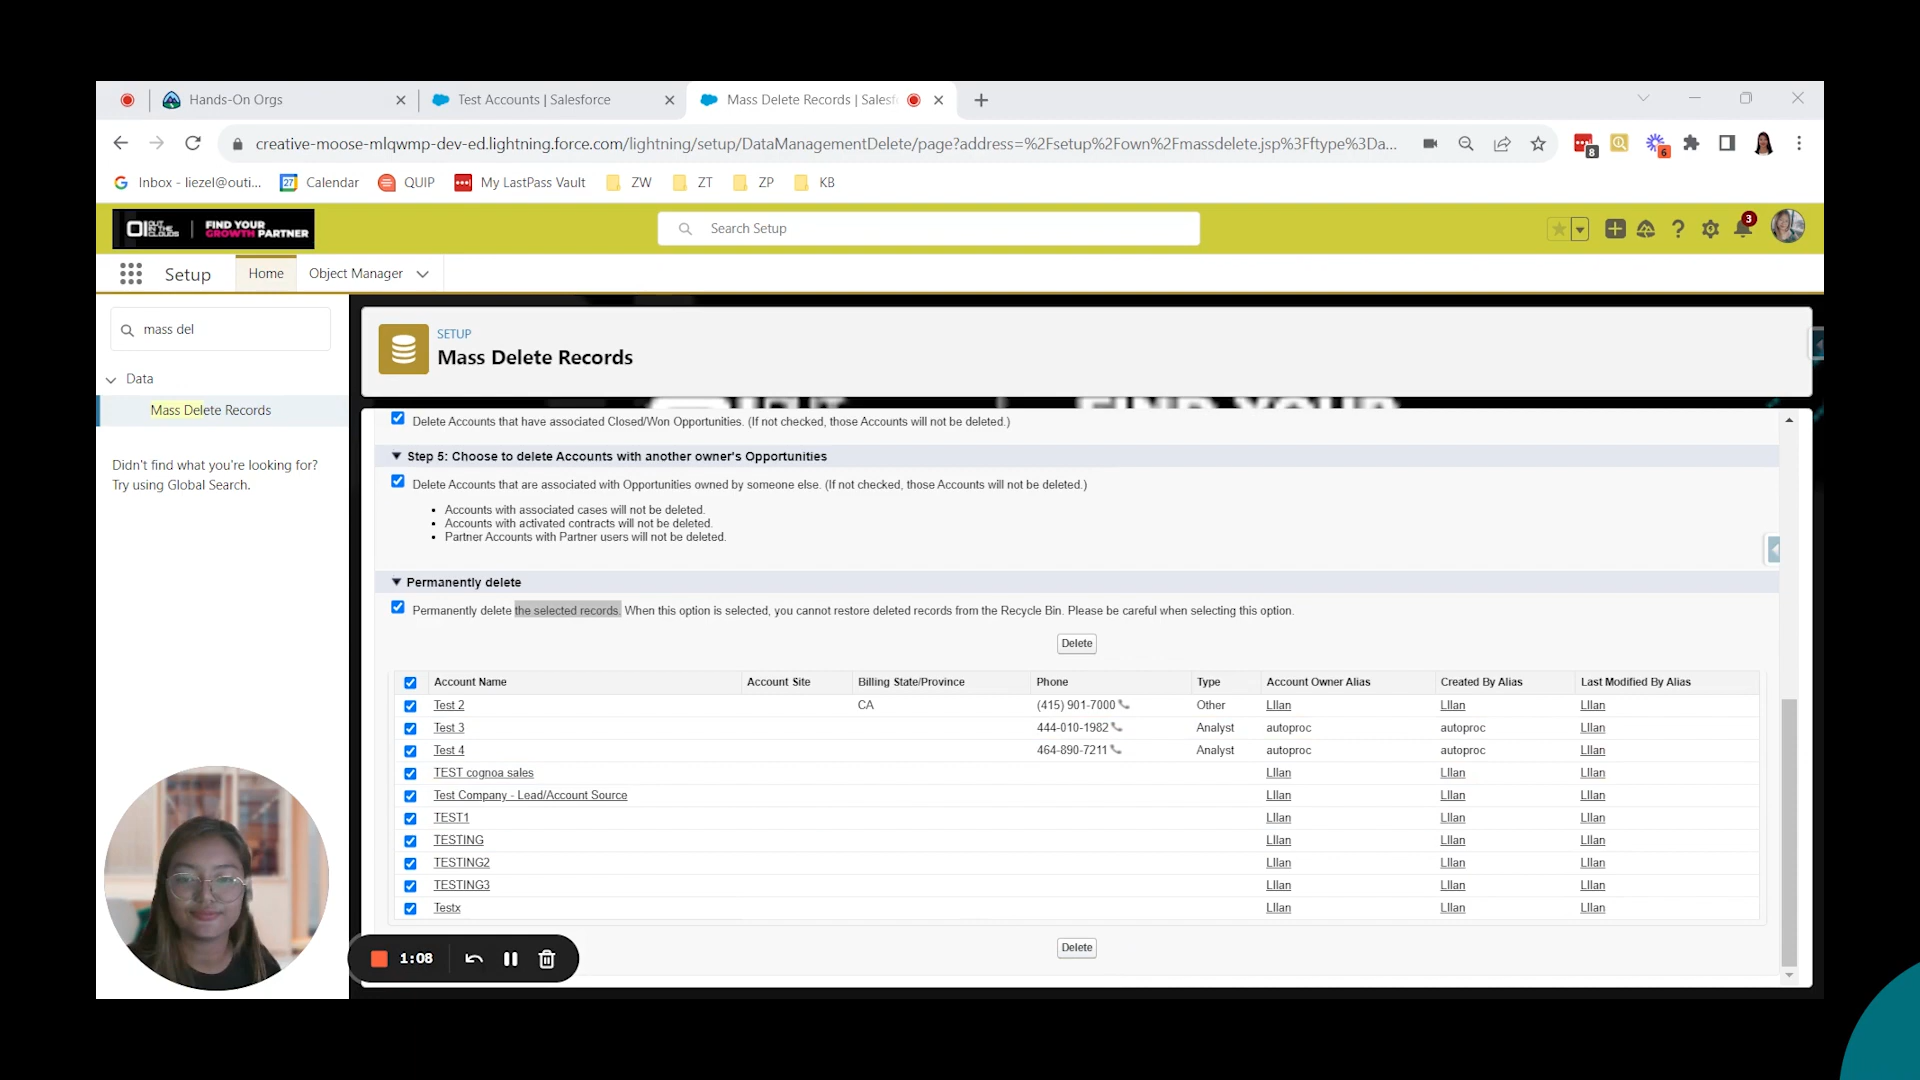 Hands-On Orgs
Test Accounts | Salesforce
Mass Delete Records | Salesf
creative-moose-mlqwmp-dev-ed.lightning.force.com/lightning/setup/DataManagementDelete/page?address=%2Fsetup%2Fown%2Fmassdelete.jsp%3Fftype%3Da...
8
6
Inbox - liezel@outi...
27
Calendar
QUIP
My LastPass Vault
ZW
ZT
ZP
KB
OUT IN THE CLOUDS
FIND YOUR GROWTH PARTNER
Search Setup
3
Setup
Home
Object Manager
mass del
Data
Mass Delete Records
Didn't find what you're looking for?
Try using Global Search.
SETUP
Mass Delete Records
FIND YOUR
Delete Accounts that have associated Closed/Won Opportunities. (If not checked, those Accounts will not be deleted.)
Step 5: Choose to delete Accounts with another owner's Opportunities
Delete Accounts that are associated with Opportunities owned by someone else. (If not checked, those Accounts will not be deleted.)
Accounts with associated cases will not be deleted.
Accounts with activated contracts will not be deleted.
Partner Accounts with Partner users will not be deleted.
Permanently delete
Permanently delete the selected records. When this option is selected, you cannot restore deleted records from the Recycle Bin. Please be careful when selecting this option.
Delete
Account Name Account Site Billing State/Province Phone Type Account Owner Alias Created By Alias Last Modified By Alias
Test 2 CA (415) 901-7000 Other LIlan LIlan LIlan
Test 3 444-010-1982 Analyst autoproc autoproc LIlan
Test 4 464-890-7211 Analyst autoproc autoproc LIlan
TEST cognoa sales LIlan LIlan LIlan
Test Company - Lead/Account Source LIlan LIlan LIlan
TEST1 LIlan LIlan LIlan
TESTING LIlan LIlan LIlan
TESTING2 LIlan LIlan LIlan
TESTING3 LIlan LIlan LIlan
Testx LIlan LIlan LIlan
Delete
1:08